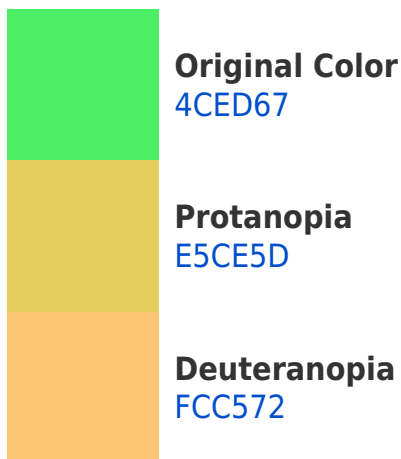 Original Color
4CED67
Protanopia
E5CE5D
Deuteranopia
FCC572